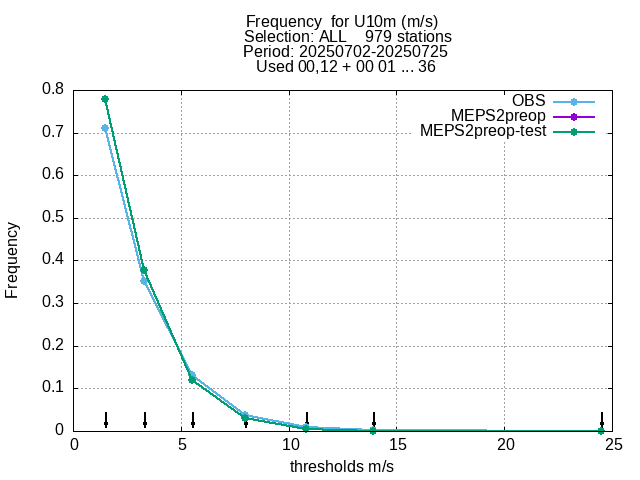 Frequency  for U10m (m/s)
Selection: ALL    979 stations
Period: 20250702-20250725
Used 00,12 + 00 01 ... 36
OBS
MEPS2preop
MEPS2preop-test
Frequency
0.8
0.7
0.6
0.5
0.4
0.3
0.2
0.1
0
0 5 10 15 20 25
thresholds m/s